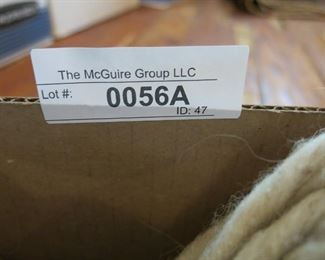 The McGuire Group LLC
Lot #: 0056A
ID: 47